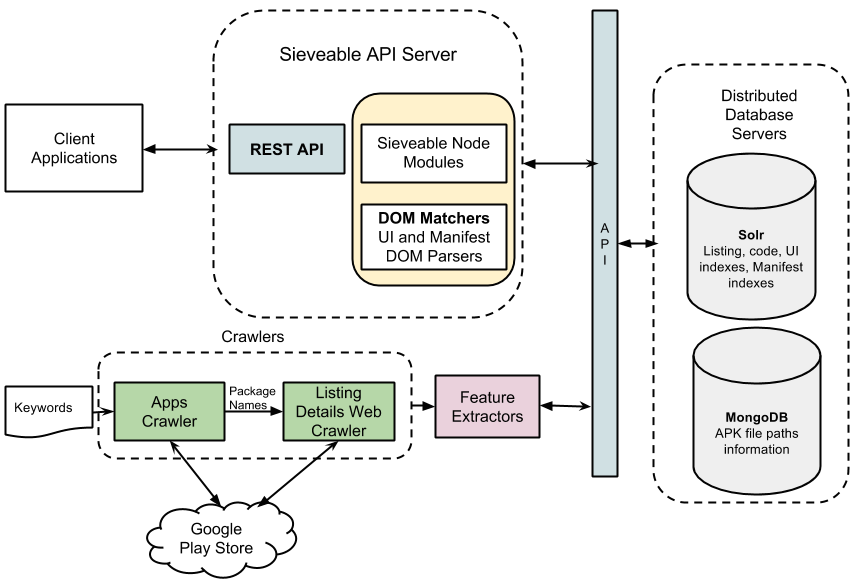 Sieveable API Server
Client
Applications
REST API
Sieveable Node
Modules
DOM Matchers
UI and Manifest
DOM Parsers
A
P
I
Distributed
Database
Servers
Solr
Listing, code, UI
indexes, Manifest
indexes
MongoDB
APK file paths
information
Crawlers
Keywords
Apps
Crawler
Package
Names
Listing
Details Web
Crawler
Feature
Extractors
Google
Play Store